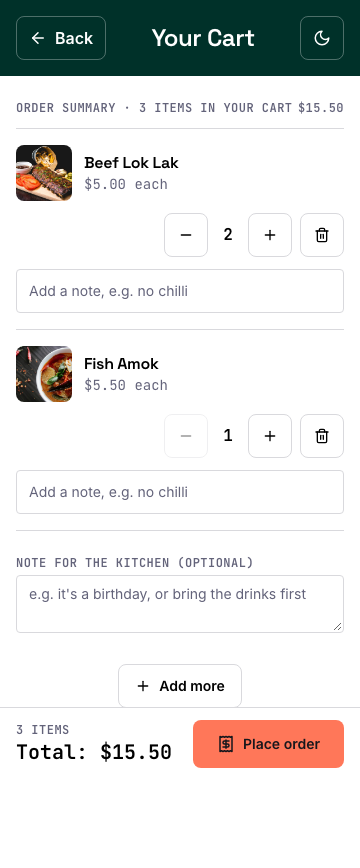 Back
Your Cart
ORDER SUMMARY · 3 ITEMS IN YOUR CART $15.50
Beef Lok Lak
$5.00 each
2
Add a note, e.g. no chilli
Fish Amok
$5.50 each
1
Add a note, e.g. no chilli
NOTE FOR THE KITCHEN (OPTIONAL)
e.g. it's a birthday, or bring the drinks first
Add more
3 ITEMS
Total: $15.50
Place order